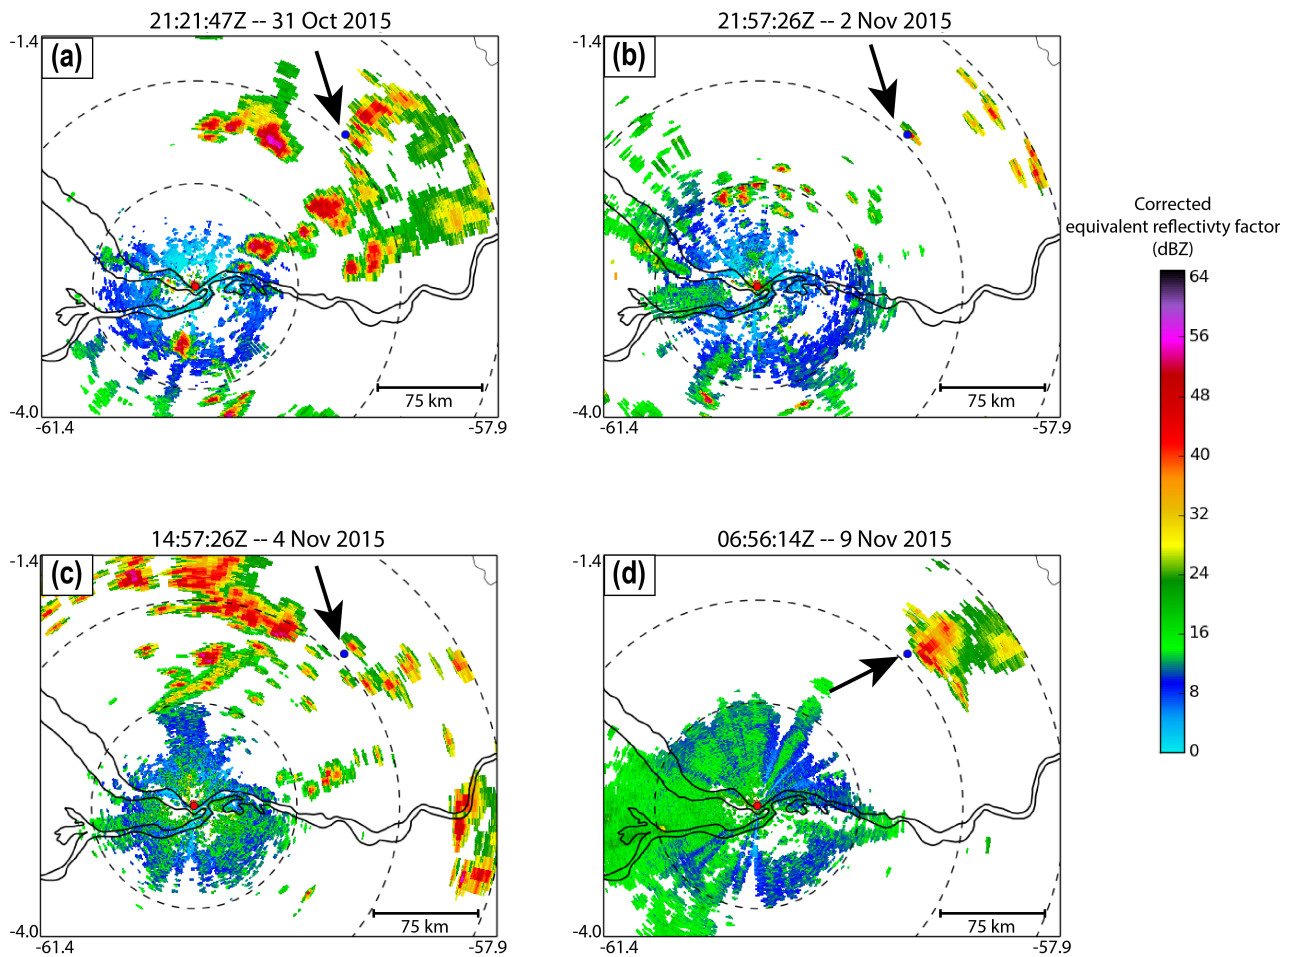 21:21:47Z -- 31 Oct 2015
21:57:26Z -- 2 Nov 2015
-1.4
(a)
-1.4
(b)
75 km
75 km
-4.0
-4.0
-61.4
-57.9
-61.4
-57.9
Corrected
equivalent reflectivty factor
(dBZ)
64
56
48
40
32
24
16
8
0
14:57:26Z -- 4 Nov 2015
06:56:14Z -- 9 Nov 2015
-1.4
(c)
-1.4
(d)
75 km
75 km
-4.0
-4.0
-61.4
-57.9
-61.4
-57.9